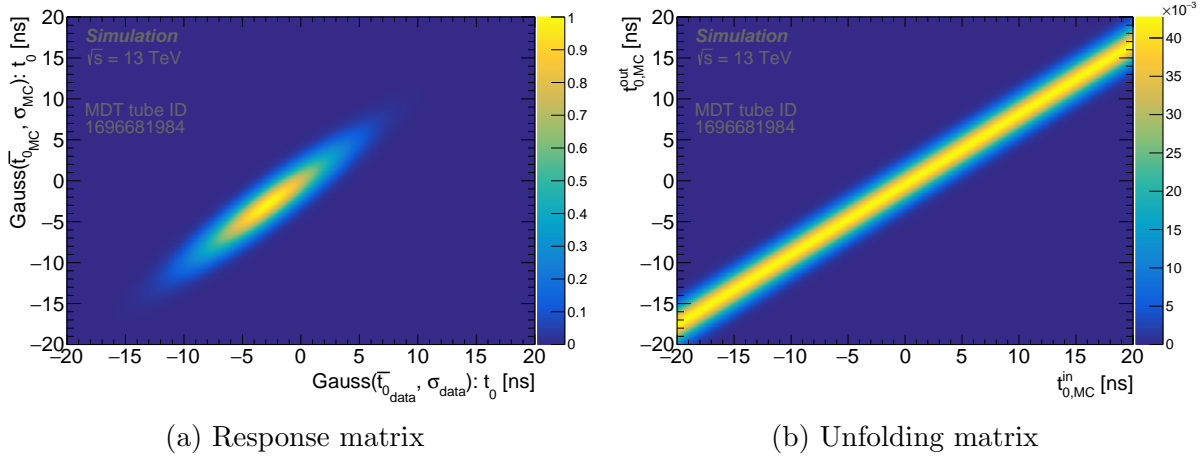 Gauss(t̅0MC, σMC): t0 [ns]
20
15
10
5
0
−5
−10
−15
−20
Simulation
√s = 13 TeV
MDT tube ID
1696681984
−20 −15 −10 −5 0 5 10 15 20
Gauss(t̅0data, σdata): t0 [ns]
1
0.9
0.8
0.7
0.6
0.5
0.4
0.3
0.2
0.1
0
(a) Response matrix
t0,MCout [ns]
20
15
10
5
0
−5
−10
−15
−20
Simulation
√s = 13 TeV
MDT tube ID
1696681984
−20 −15 −10 −5 0 5 10 15 20
t0,MCin [ns]
×10−3
40
35
30
25
20
15
10
5
0
(b) Unfolding matrix